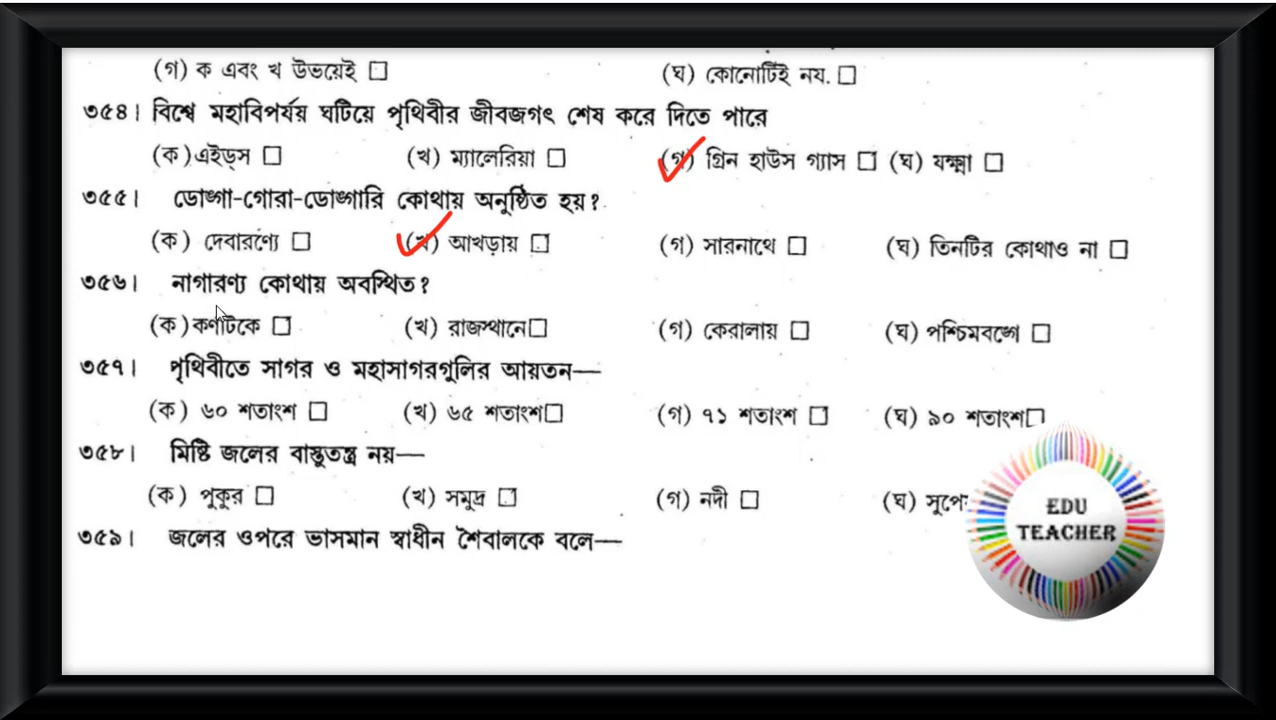 (গ) ক এবং খ উভয়েই □ (ঘ) কোনোটিই নয়. □
৩৫৪। বিশ্বে মহাবিপর্যয় ঘটিয়ে পৃথিবীর জীবজগৎ শেষ করে দিতে পারে
(ক) এইড্স □ (খ) ম্যালেরিয়া □ (গ) গ্রিন হাউস গ্যাস □ (ঘ) যক্ষ্মা □
৩৫৫। ডোঙ্গা-গোরা-ডোঙ্গারি কোথায় অনুষ্ঠিত হয়?
(ক) দেবারণ্যে □ (খ) আখড়ায় □ (গ) সারনাথে □ (ঘ) তিনটির কোথাও না □
৩৫৬। নাগারণ্য কোথায় অবস্থিত?
(ক) কর্ণাটকে □ (খ) রাজস্থানে □ (গ) কেরালায় □ (ঘ) পশ্চিমবঙ্গে □
৩৫৭। পৃথিবীতে সাগর ও মহাসাগরগুলির আয়তন—
(ক) ৬০ শতাংশ □ (খ) ৬৫ শতাংশ □ (গ) ৭১ শতাংশ □ (ঘ) ৯০ শতাংশ □
৩৫৮। মিষ্টি জলের বাস্তুতন্ত্র নয়—
(ক) পুকুর □ (খ) সমুদ্র □ (গ) নদী □ (ঘ)
৩৫৯। জলের ওপরে ভাসমান স্বাধীন শৈবালকে বলে—
EDU
TEACHER